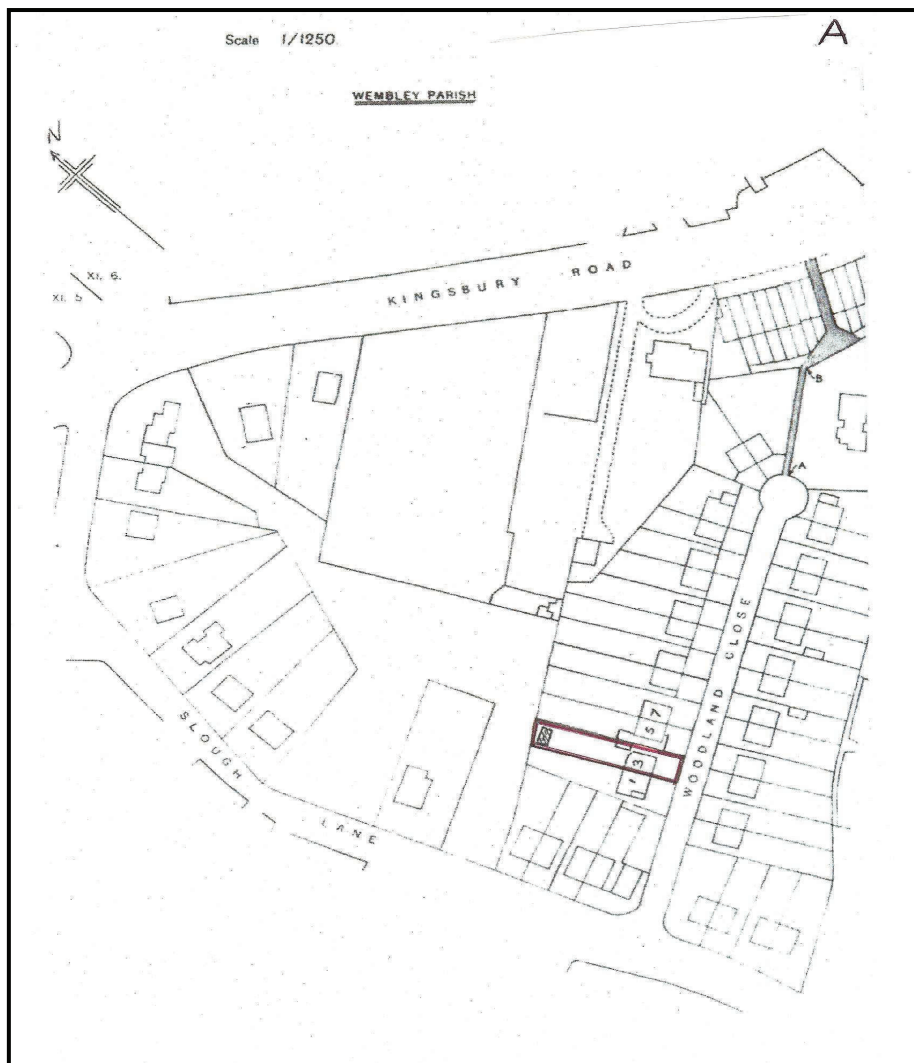 Scale 1/1250
A
WEMBLEY PARISH
N
XI. 6.
XI. 5
KINGSBURY ROAD
B
A
WOODLAND CLOSE
7
5
3
1
SLOUGH
LANE